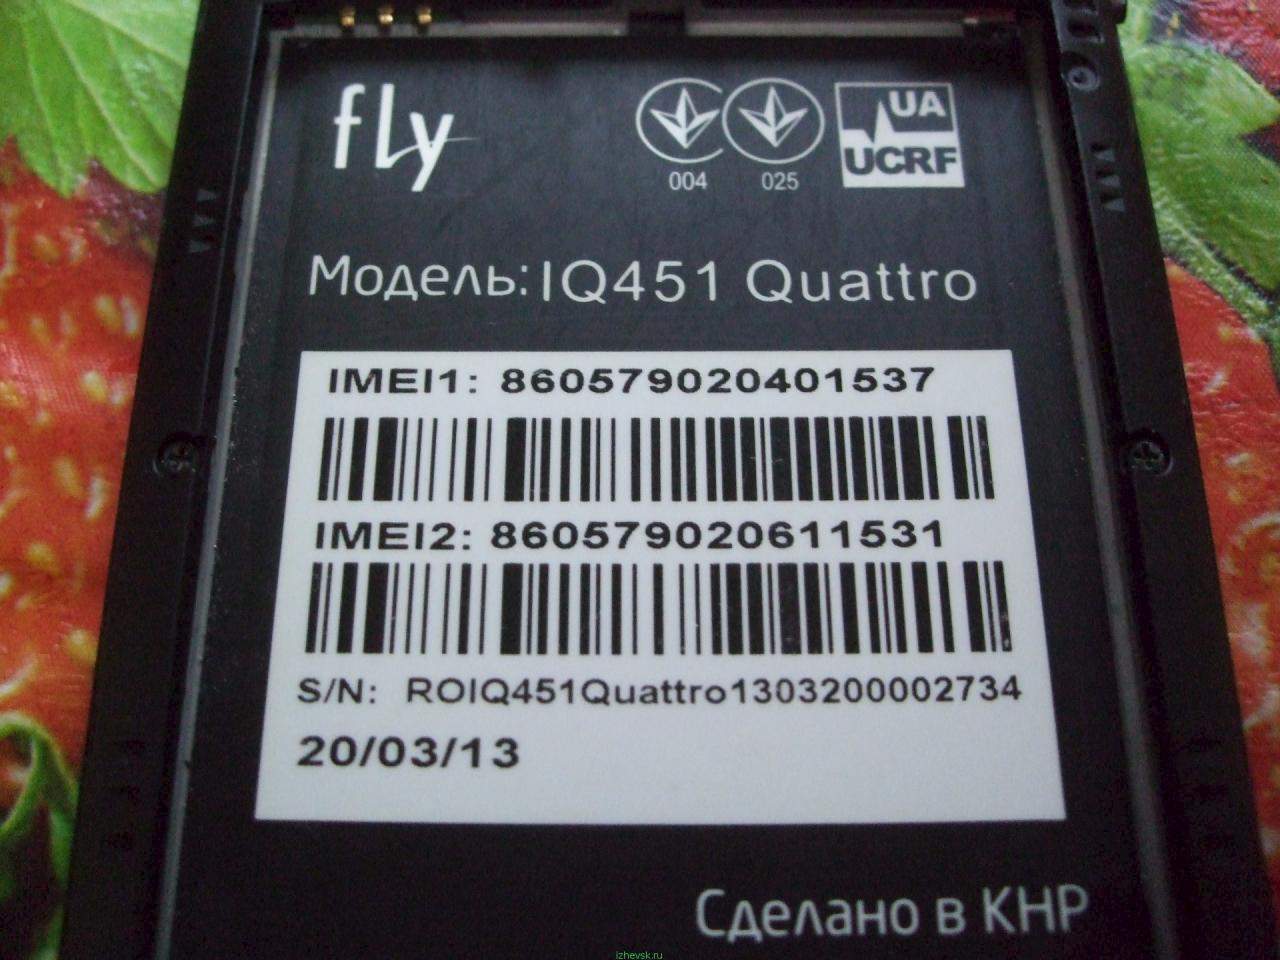 fly
UA
UCRF
004 025
Модель: IQ451 Quattro
IMEI1: 860579020401537
IMEI2: 860579020611531
S/N: ROIQ451Quattro1303200002734
20/03/13
Сделано в КНР
izhevsk.ru